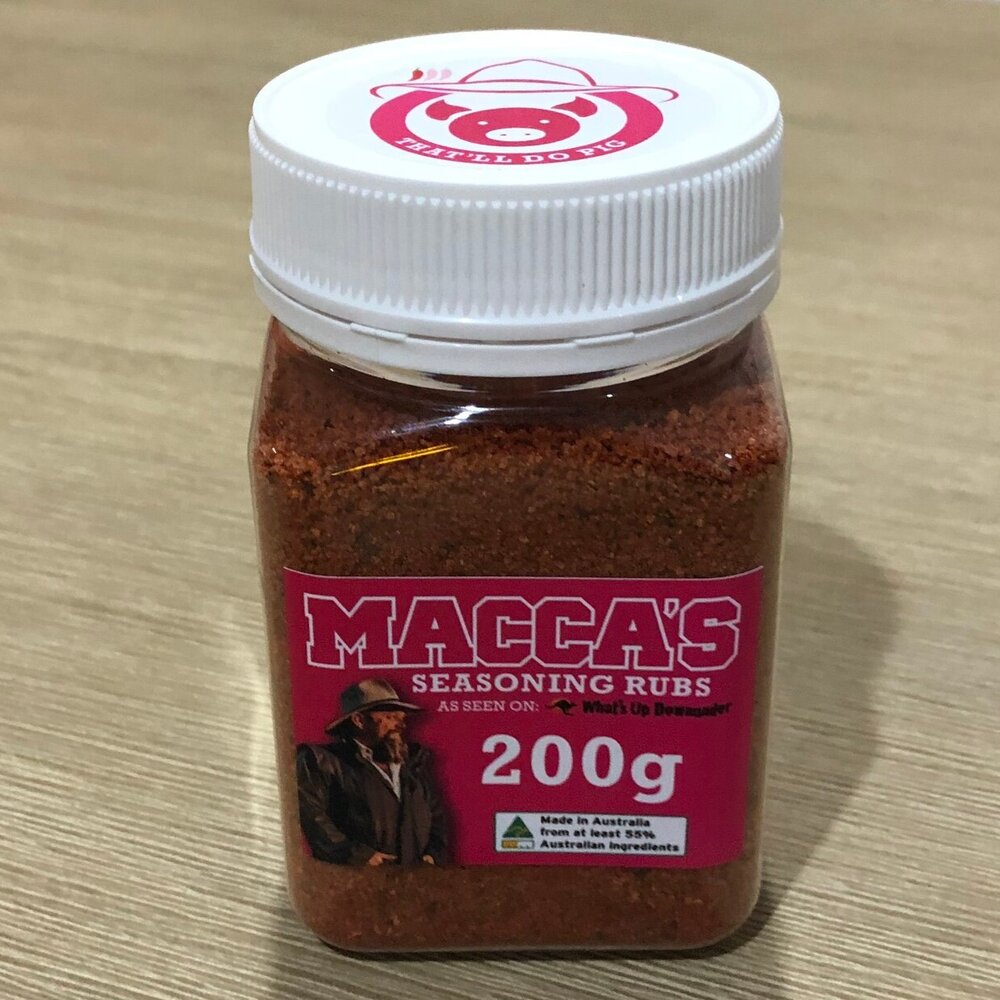 THAT'LL DO PIG
MACCA'S
SEASONING RUBS
AS SEEN ON: What's Up Downunder
200g
Made in Australia
from at least 55%
Australian ingredients